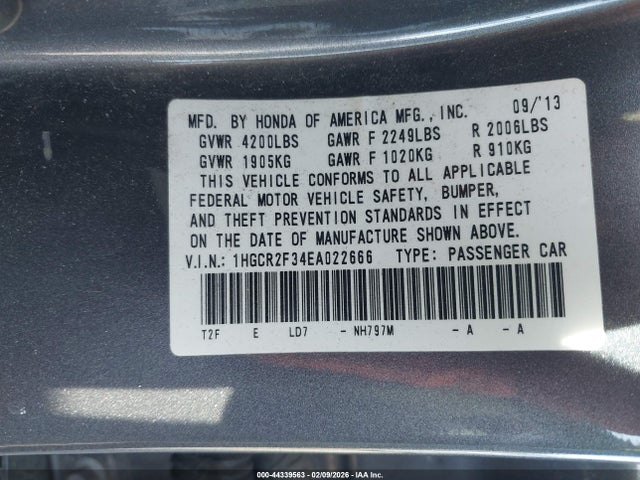 MFD. BY HONDA OF AMERICA MFG., INC. 09/'13
GVWR 4200LBS GAWR F 2249LBS R 2006LBS
GVWR 1905KG GAWR F 1020KG R 910KG
THIS VEHICLE CONFORMS TO ALL APPLICABLE
FEDERAL MOTOR VEHICLE SAFETY, BUMPER,
AND THEFT PREVENTION STANDARDS IN EFFECT
ON THE DATE OF MANUFACTURE SHOWN ABOVE.
V.I.N.: 1HGCR2F34EA022666 TYPE: PASSENGER CAR
T2F E LD7 - NH797M - A - A
000-44339563 - 02/09/2026 - IAA Inc.